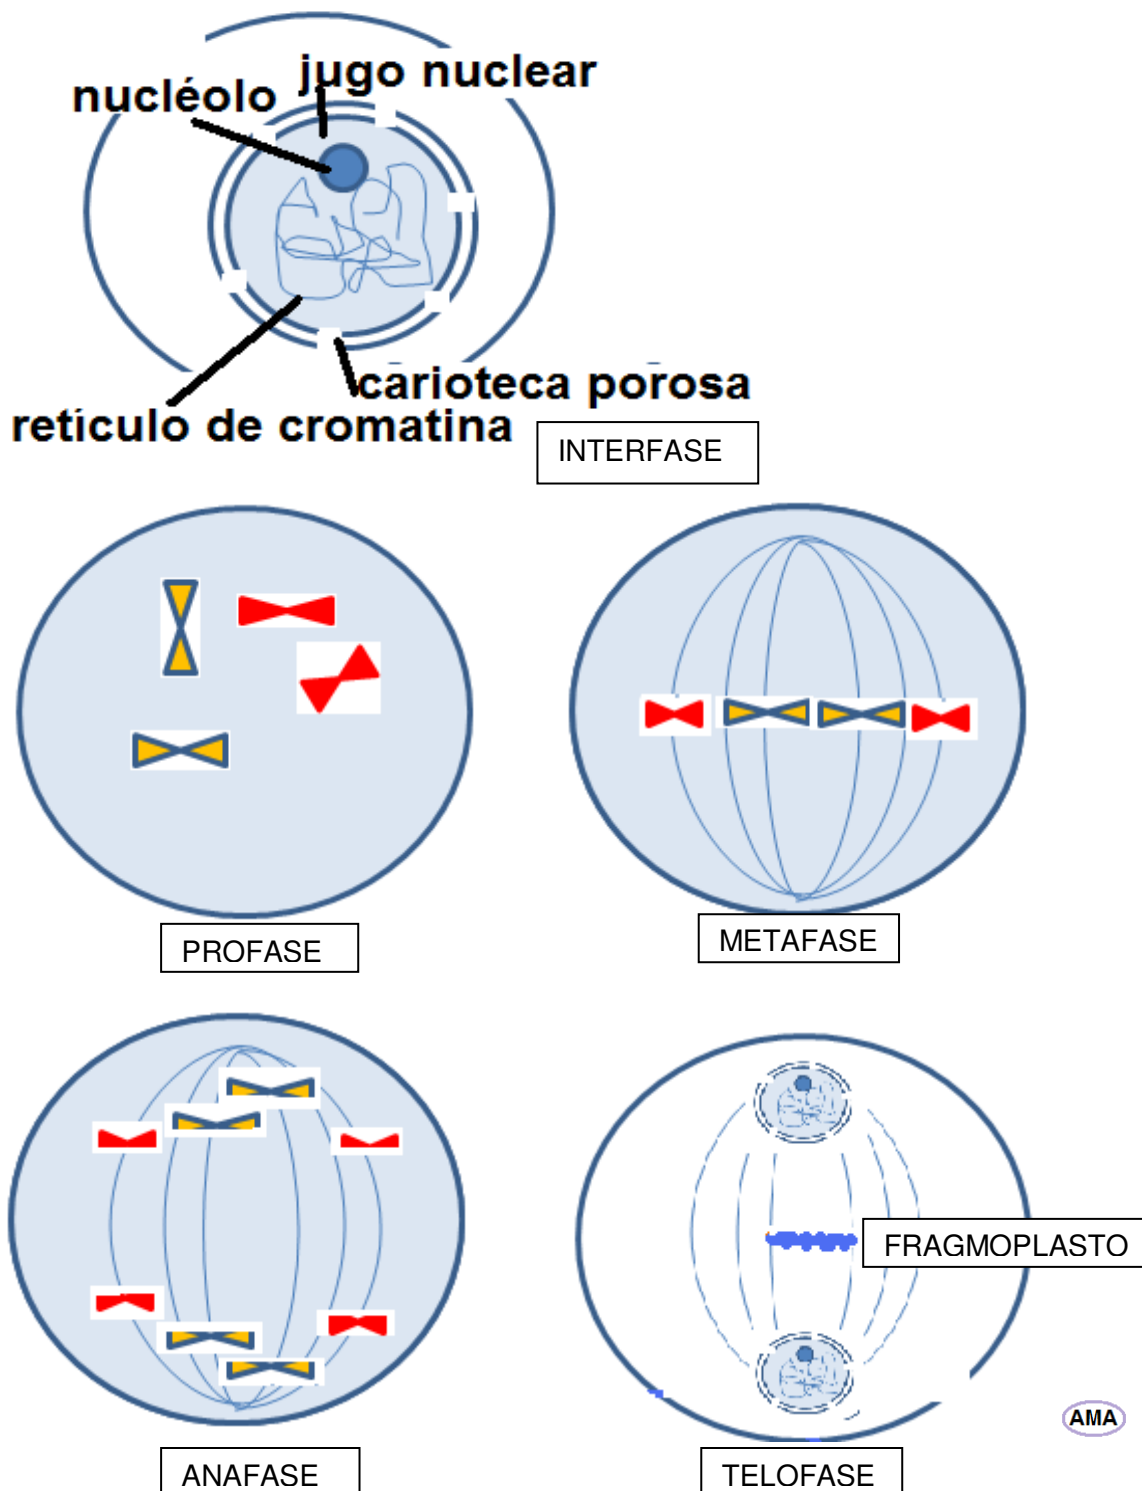 jugo nuclear
nucléolo
carioteca porosa
retículo de cromatina
INTERFASE
PROFASE
METAFASE
FRAGMOPLASTO
AMA
ANAFASE
TELOFASE